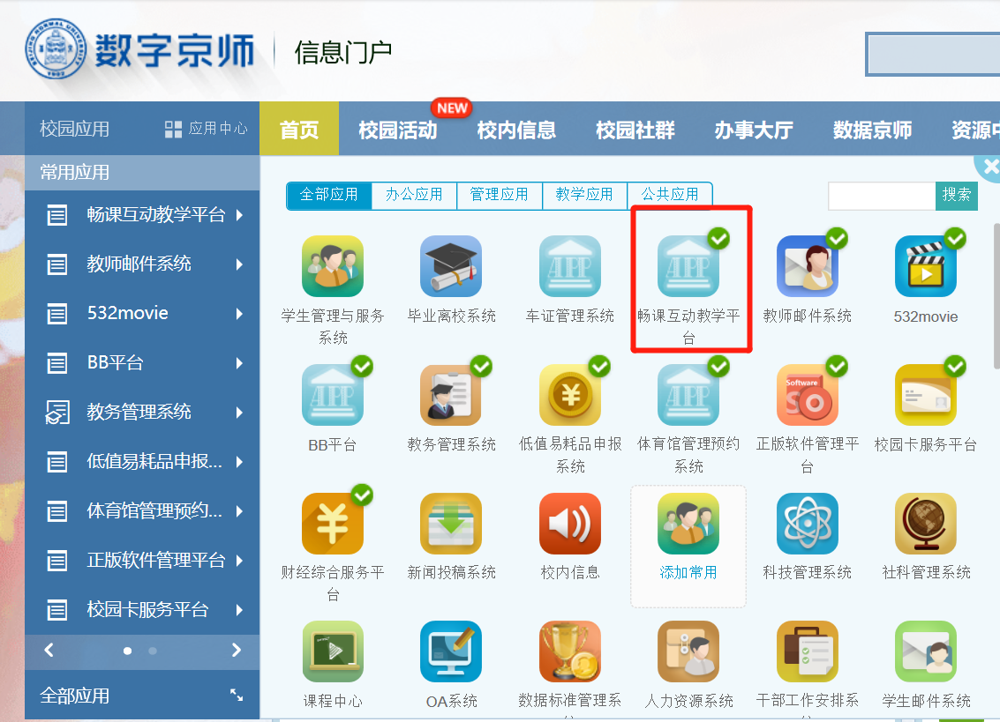 数字京师
信息门户
校园应用
应用中心
首页
校园活动
NEW
校内信息
校园社群
办事大厅
数据京师
资源中
常用应用
畅课互动教学平台
教师邮件系统
532movie
BB平台
教务管理系统
低值易耗品申报...
体育馆管理预约...
正版软件管理平台
校园卡服务平台
全部应用
全部应用
办公应用
管理应用
教学应用
公共应用
搜索
学生管理与服务
系统
毕业离校系统
APP
车证管理系统
APP
畅课互动教学平
台
教师邮件系统
532movie
APP
BB平台
教务管理系统
低值易耗品申报
系统
APP
体育馆管理预约
系统
Software
正版软件管理平
台
校园卡服务平台
财经综合服务平
台
新闻投稿系统
校内信息
添加常用
科技管理系统
社科管理系统
课程中心
OA系统
数据标准管理系
人力资源系统
干部工作安排系
学生邮件系统